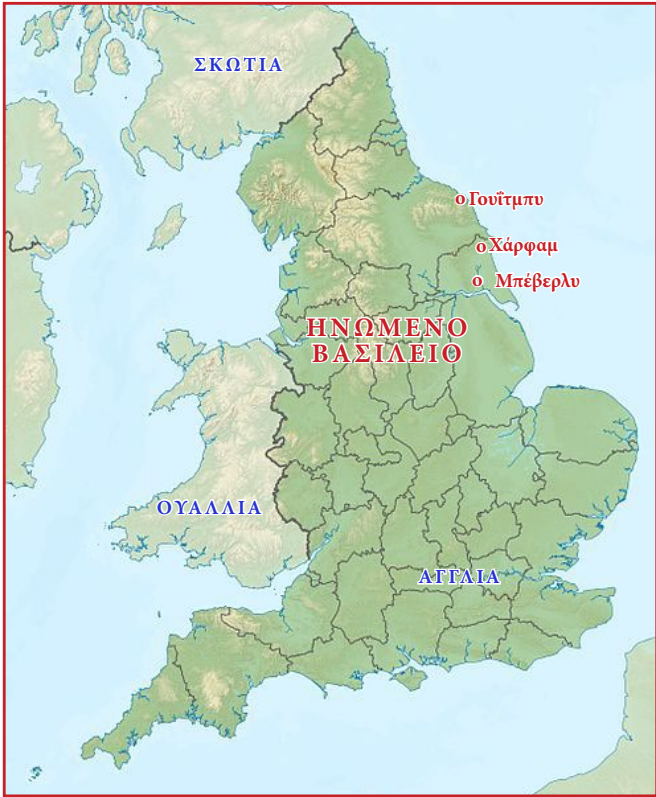 ΣΚΩΤΙΑ
Γουΐτμπυ
Χάρφαμ
Μπέβερλυ
ΗΝΩΜΕΝΟ
ΒΑΣΙΛΕΙΟ
ΟΥΑΛΛΙΑ
ΑΓΓΛΙΑ